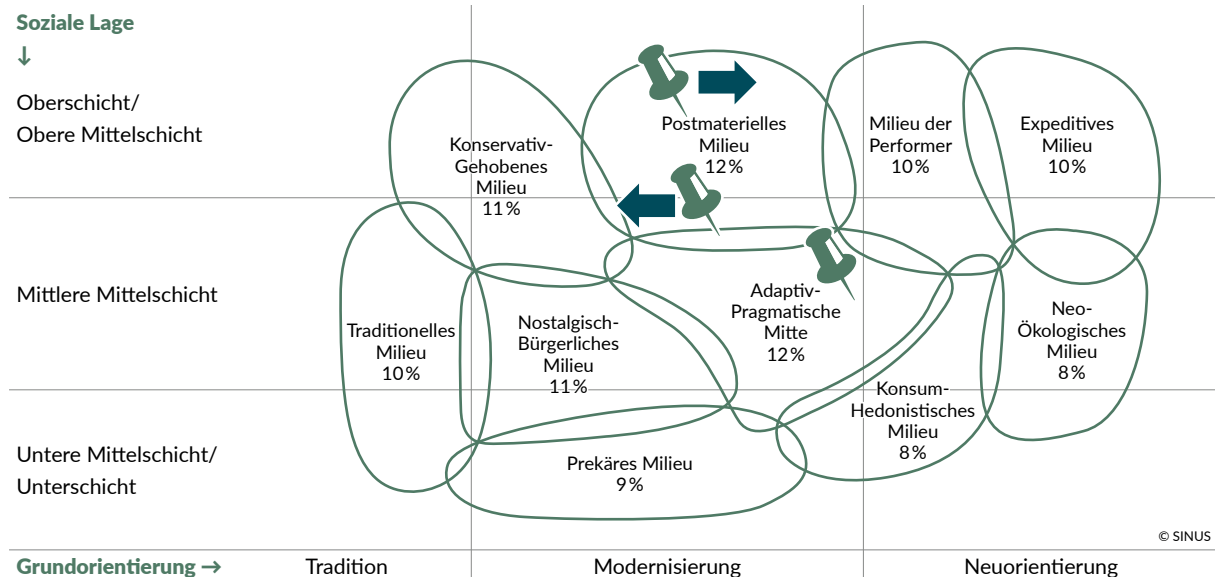 Soziale Lage
↓
Oberschicht/
Obere Mittelschicht
Mittlere Mittelschicht
Untere Mittelschicht/
Unterschicht
Konservativ-
Gehobenes
Milieu
11%
Postmaterielles
Milieu
12%
Milieu der
Performer
10%
Expeditives
Milieu
10%
Traditionelles
Milieu
10%
Nostalgisch-
Bürgerliches
Milieu
11%
Adaptiv-
Pragmatische
Mitte
12%
Neo-
Ökologisches
Milieu
8%
Konsum-
Hedonistisches
Milieu
8%
Prekäres Milieu
9%
© SINUS
Grundorientierung →
Tradition
Modernisierung
Neuorientierung